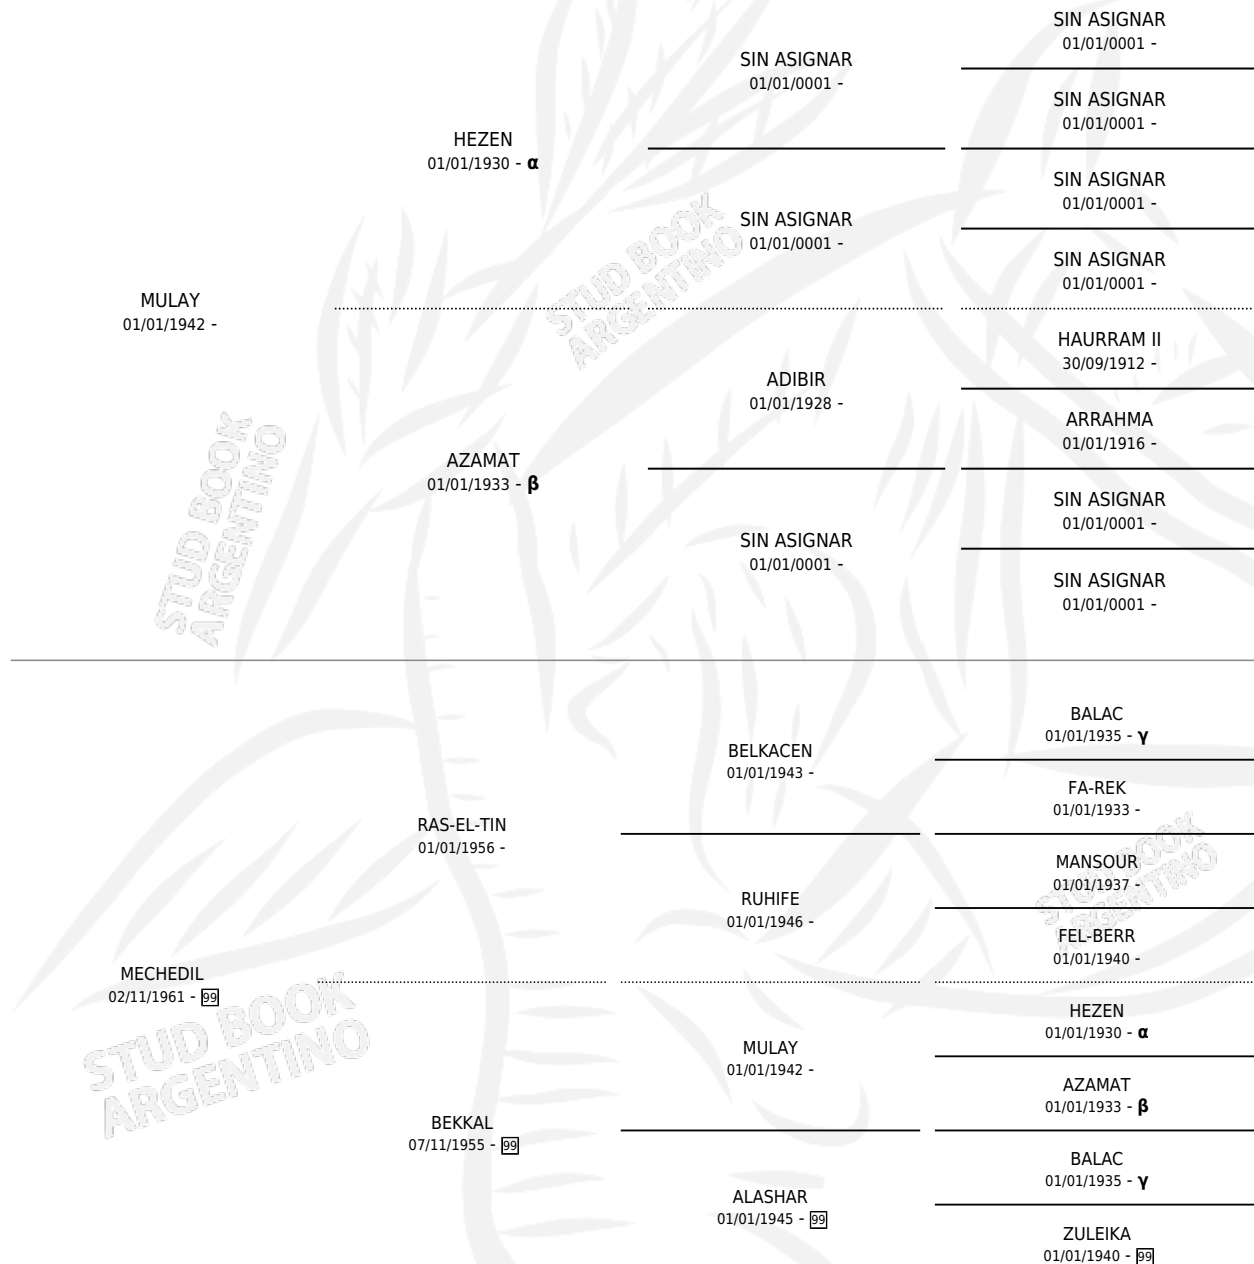 SIN ASIGNAR
01/01/0001 -
SIN ASIGNAR
01/01/0001 -
SIN ASIGNAR
01/01/0001 -
HEZEN
01/01/1930 - α
SIN ASIGNAR
01/01/0001 -
SIN ASIGNAR
01/01/0001 -
SIN ASIGNAR
01/01/0001 -
MULAY
01/01/1942 -
HAURRAM II
30/09/1912 -
ADIBIR
01/01/1928 -
ARRAHMA
01/01/1916 -
AZAMAT
01/01/1933 - β
SIN ASIGNAR
01/01/0001 -
SIN ASIGNAR
01/01/0001 -
SIN ASIGNAR
01/01/0001 -
BALAC
01/01/1935 - γ
BELKACEN
01/01/1943 -
FA-REK
01/01/1933 -
RAS-EL-TIN
01/01/1956 -
MANSOUR
01/01/1937 -
RUHIFE
01/01/1946 -
FEL-BERR
01/01/1940 -
MECHEDIL
02/11/1961 - 99
HEZEN
01/01/1930 - α
MULAY
01/01/1942 -
AZAMAT
01/01/1933 - β
BEKKAL
07/11/1955 - 99
BALAC
01/01/1935 - γ
ALASHAR
01/01/1945 - 99
ZULEIKA
01/01/1940 - 99
STUD BOOK
ARGENTINO
STUD BOOK
ARGENTINO
STUD BOOK
ARGENTINO
STUD BOOK
ARGENTINO